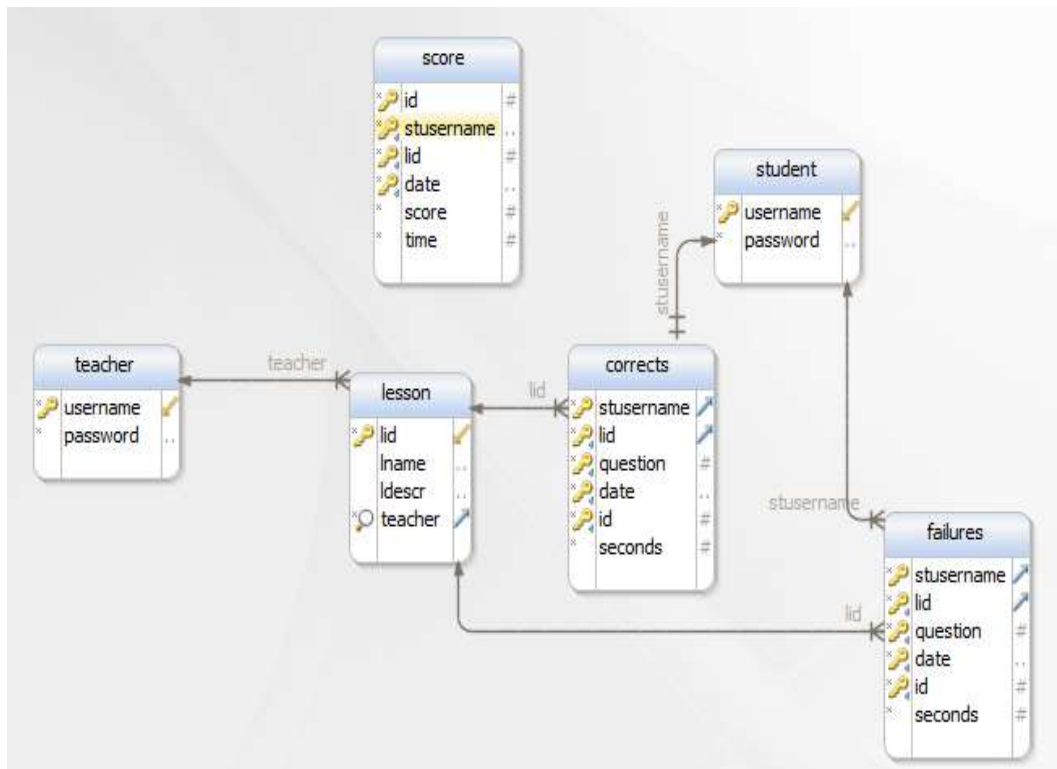 score
id #
stusername ..
lid #
date ..
score #
time #
student
username
password ..
stusername
teacher
username
password ..
teacher
lesson
lid
lname ..
ldescr ..
teacher
lid
corrects
stusername
lid
question #
date ..
id #
seconds #
stusername
failures
stusername
lid
question #
date ..
id #
seconds #
lid